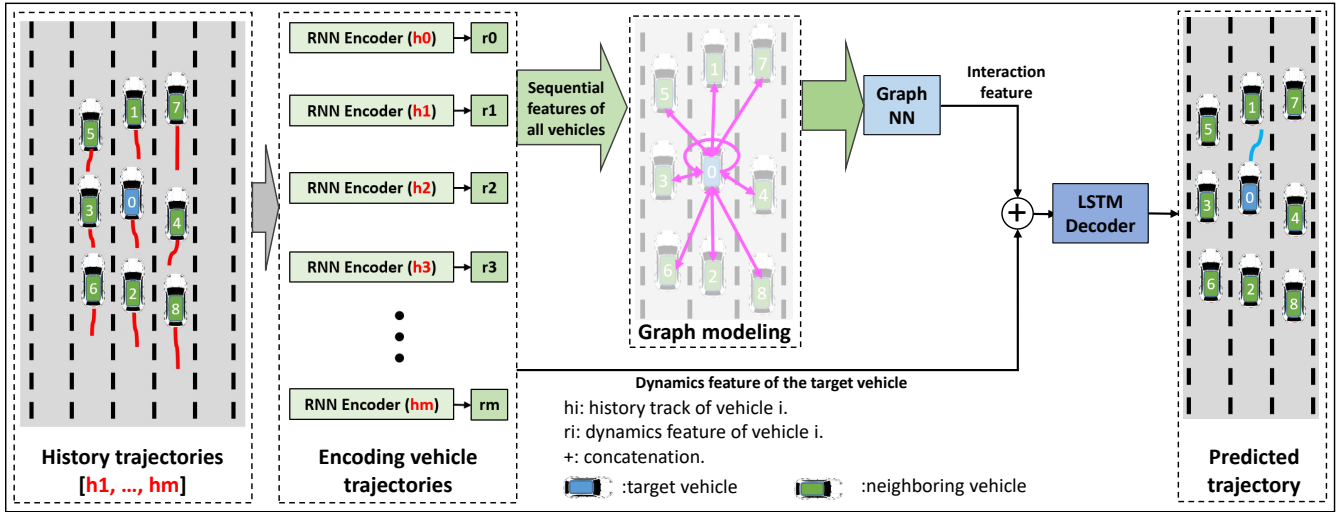 5
1
7
3
0
4
6
2
8
History trajectories
[h1, …, hm]
RNN Encoder (h0)
r0
RNN Encoder (h1)
r1
RNN Encoder (h2)
r2
RNN Encoder (h3)
r3
RNN Encoder (hm)
rm
Encoding vehicle
trajectories
Sequential
features of
all vehicles
5
1
7
3
0
4
6
2
8
Graph modeling
Graph
NN
Interaction
feature
+
LSTM
Decoder
Dynamics feature of the target vehicle
hi: history track of vehicle i.
ri: dynamics feature of vehicle i.
+: concatenation.
:target vehicle
:neighboring vehicle
5
1
7
3
0
4
6
2
8
Predicted
trajectory